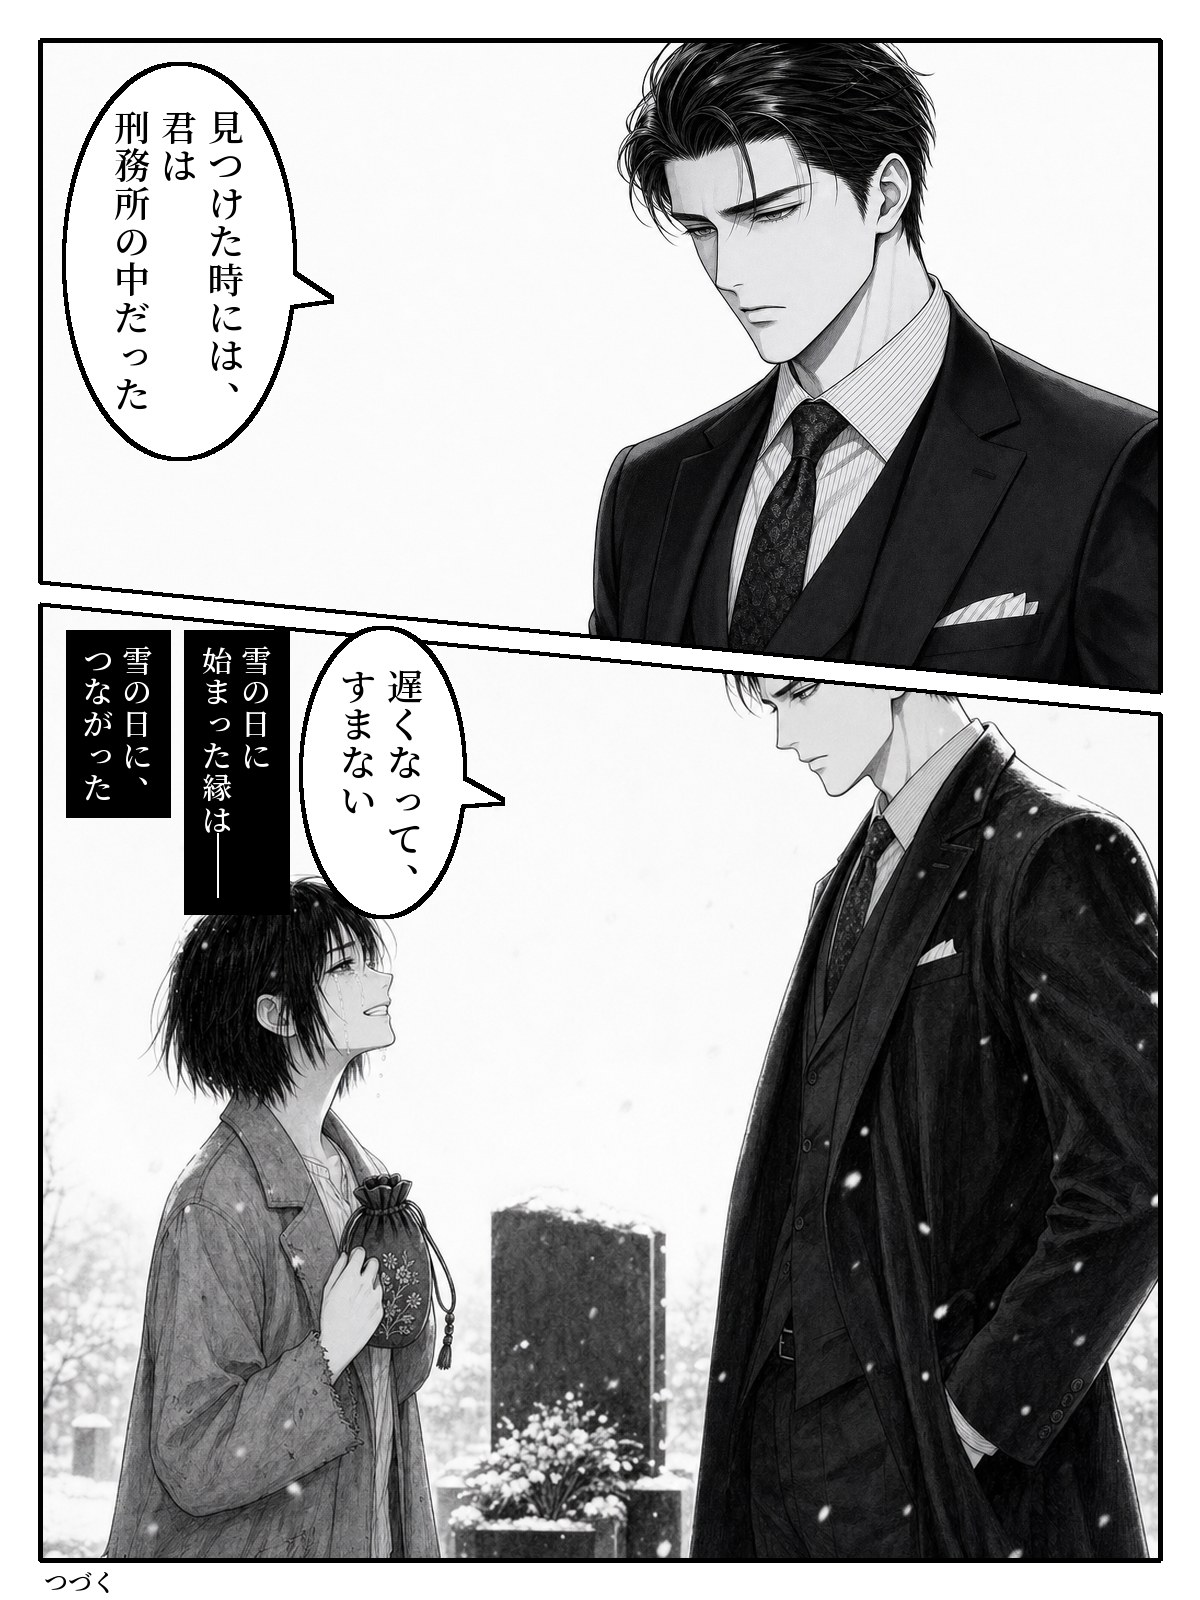 見つけた時には、
君は
刑務所の中だった
遅くなって、
すまない
雪の日に
始まった縁は――
雪の日に、
つながった
つづく